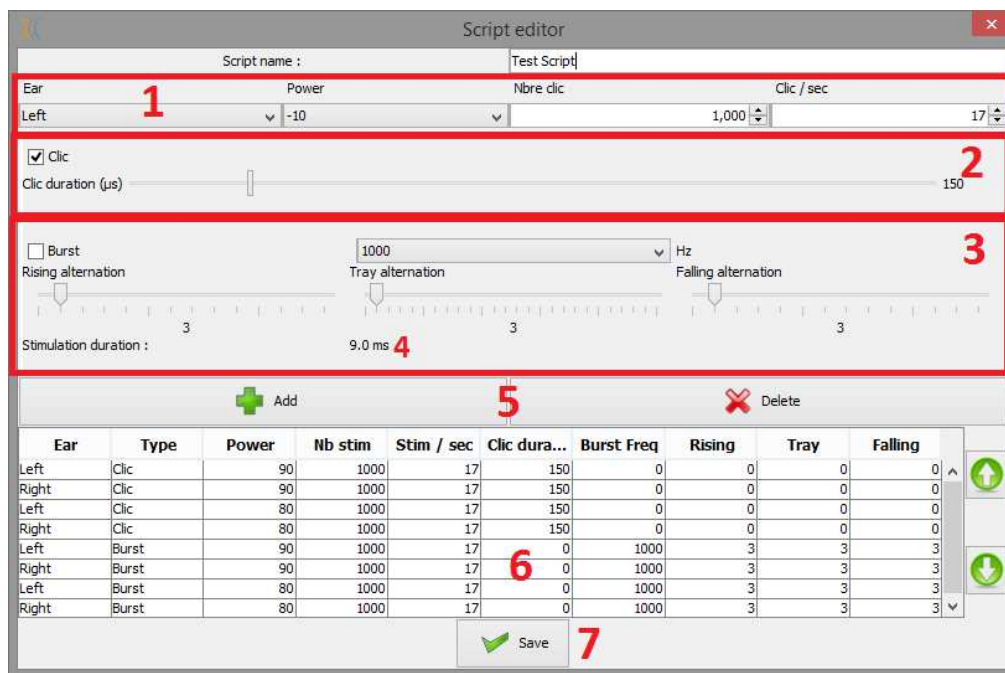 Script editor
Script name : Test Script
Ear Power Nbre clic Clic / sec
1
Left -10 1,000 17
Clic 2
Clic duration (µs) 150
Burst 1000 Hz 3
Rising alternation Tray alternation Falling alternation
3 3 3
Stimulation duration : 9.0 ms 4
Add 5 Delete
Ear Type Power Nb stim Stim / sec Clic dura... Burst Freq Rising Tray Falling
Left Clic 90 1000 17 150 0 0 0 0
Right Clic 90 1000 17 150 0 0 0 0
Left Clic 80 1000 17 150 0 0 0 0
Right Clic 80 1000 17 150 0 0 0 0
Left Burst 90 1000 17 0 1000 3 3 3
6
Right Burst 90 1000 17 0 1000 3 3 3
Left Burst 80 1000 17 0 1000 3 3 3
Right Burst 80 1000 17 0 1000 3 3 3
Save 7